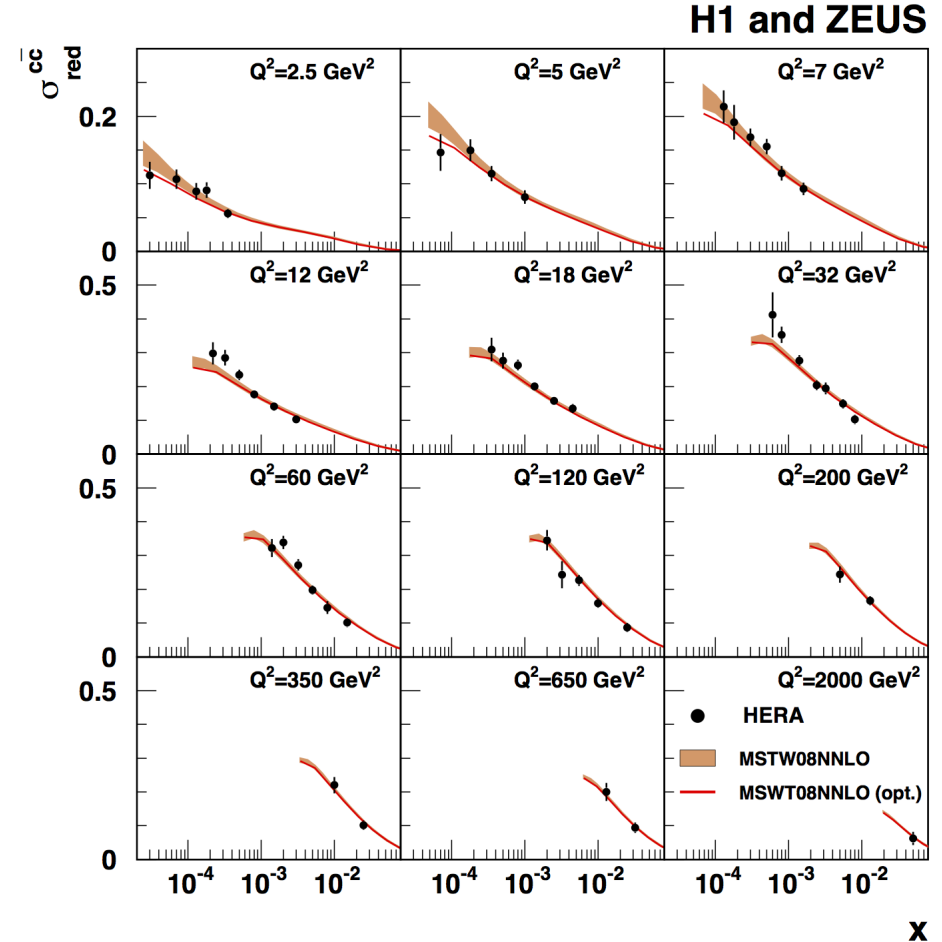 H1 and ZEUS
σ red cc̄
Q²=2.5 GeV²
Q²=5 GeV²
Q²=7 GeV²
0.2
0
Q²=12 GeV²
Q²=18 GeV²
Q²=32 GeV²
0.5
0
Q²=60 GeV²
Q²=120 GeV²
Q²=200 GeV²
0.5
0
Q²=350 GeV²
Q²=650 GeV²
Q²=2000 GeV²
0.5
HERA
MSTW08NNLO
MSWT08NNLO (opt.)
0
10⁻⁴ 10⁻³ 10⁻² 10⁻⁴ 10⁻³ 10⁻² 10⁻⁴ 10⁻³ 10⁻²
x